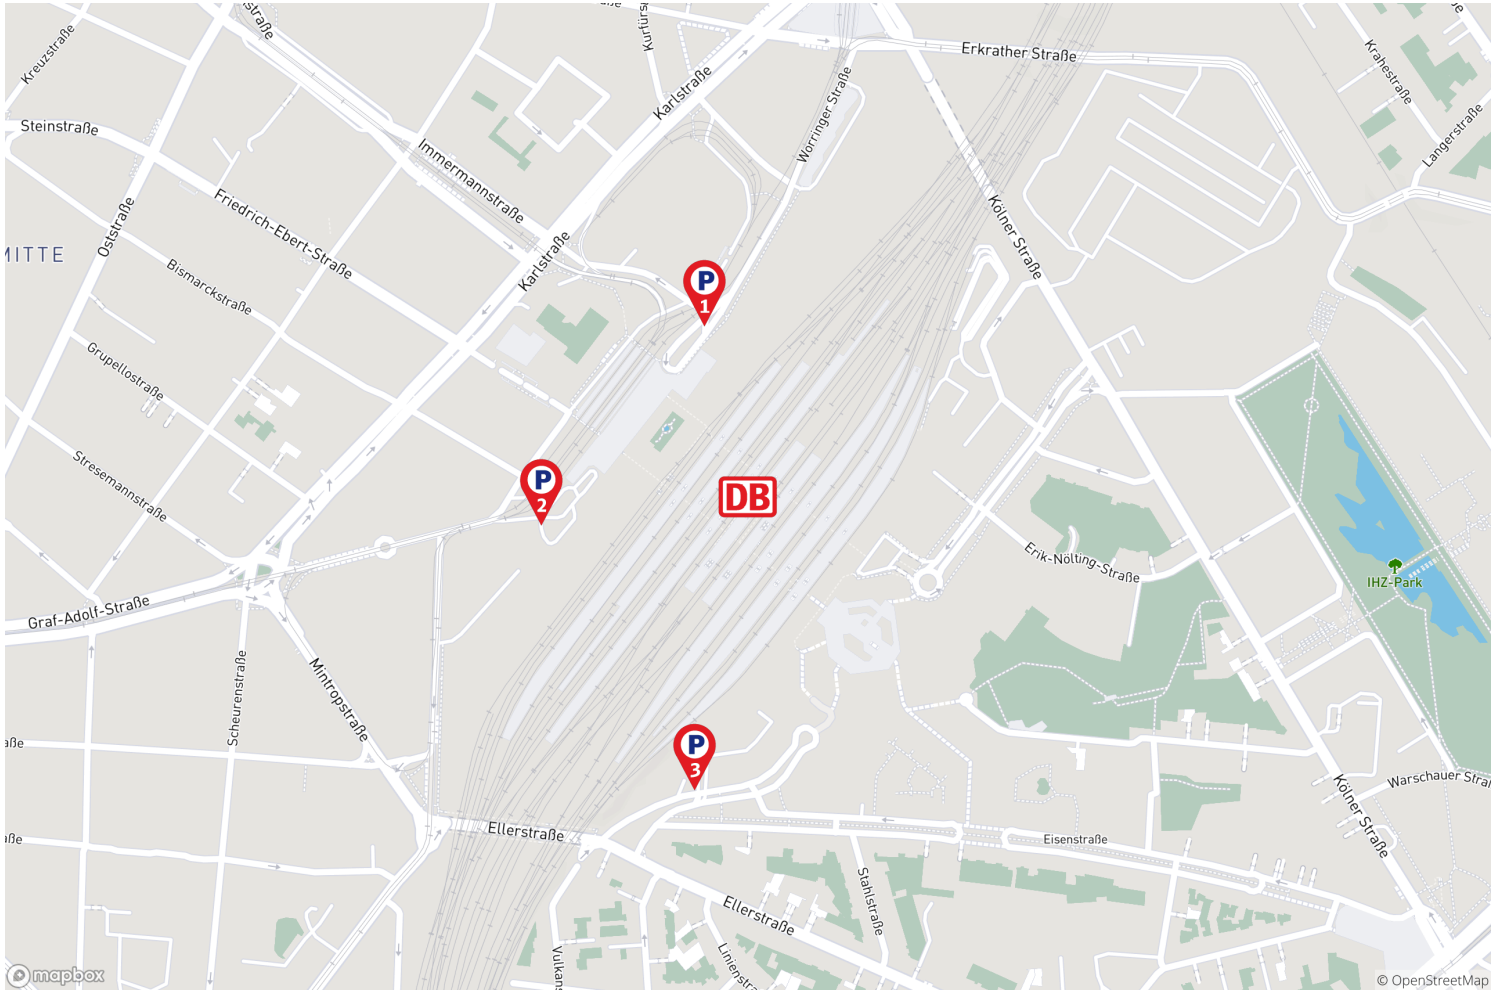 Erkrather Straße
Kreuzstraße
Krahestraße
Karlstraße
Worringer Straße
Langerstraße
Steinstraße
Immermannstraße
Friedrich-Ebert-Straße
Kölner Straße
Oststraße
Karlstraße
MITTE
Bismarckstraße
P
1
Grupellostraße
Stresemannstraße
P
2
DB
Erik-Nölting-Straße
IHZ-Park
Graf-Adolf-Straße
Scheurenstraße
Mintropstraße
P
3
Kölner Straße
Ellerstraße
Eisenstraße
Stahlstraße
Ellerstraße
mapbox
© OpenStreetMap